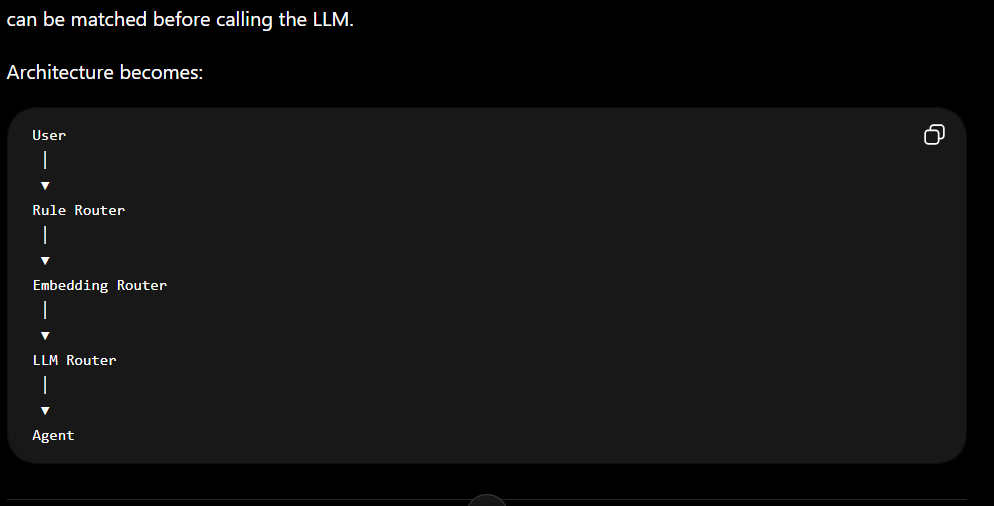 can be matched before calling the LLM.
Architecture becomes:
User
│
▼
Rule Router
│
▼
Embedding Router
│
▼
LLM Router
│
▼
Agent